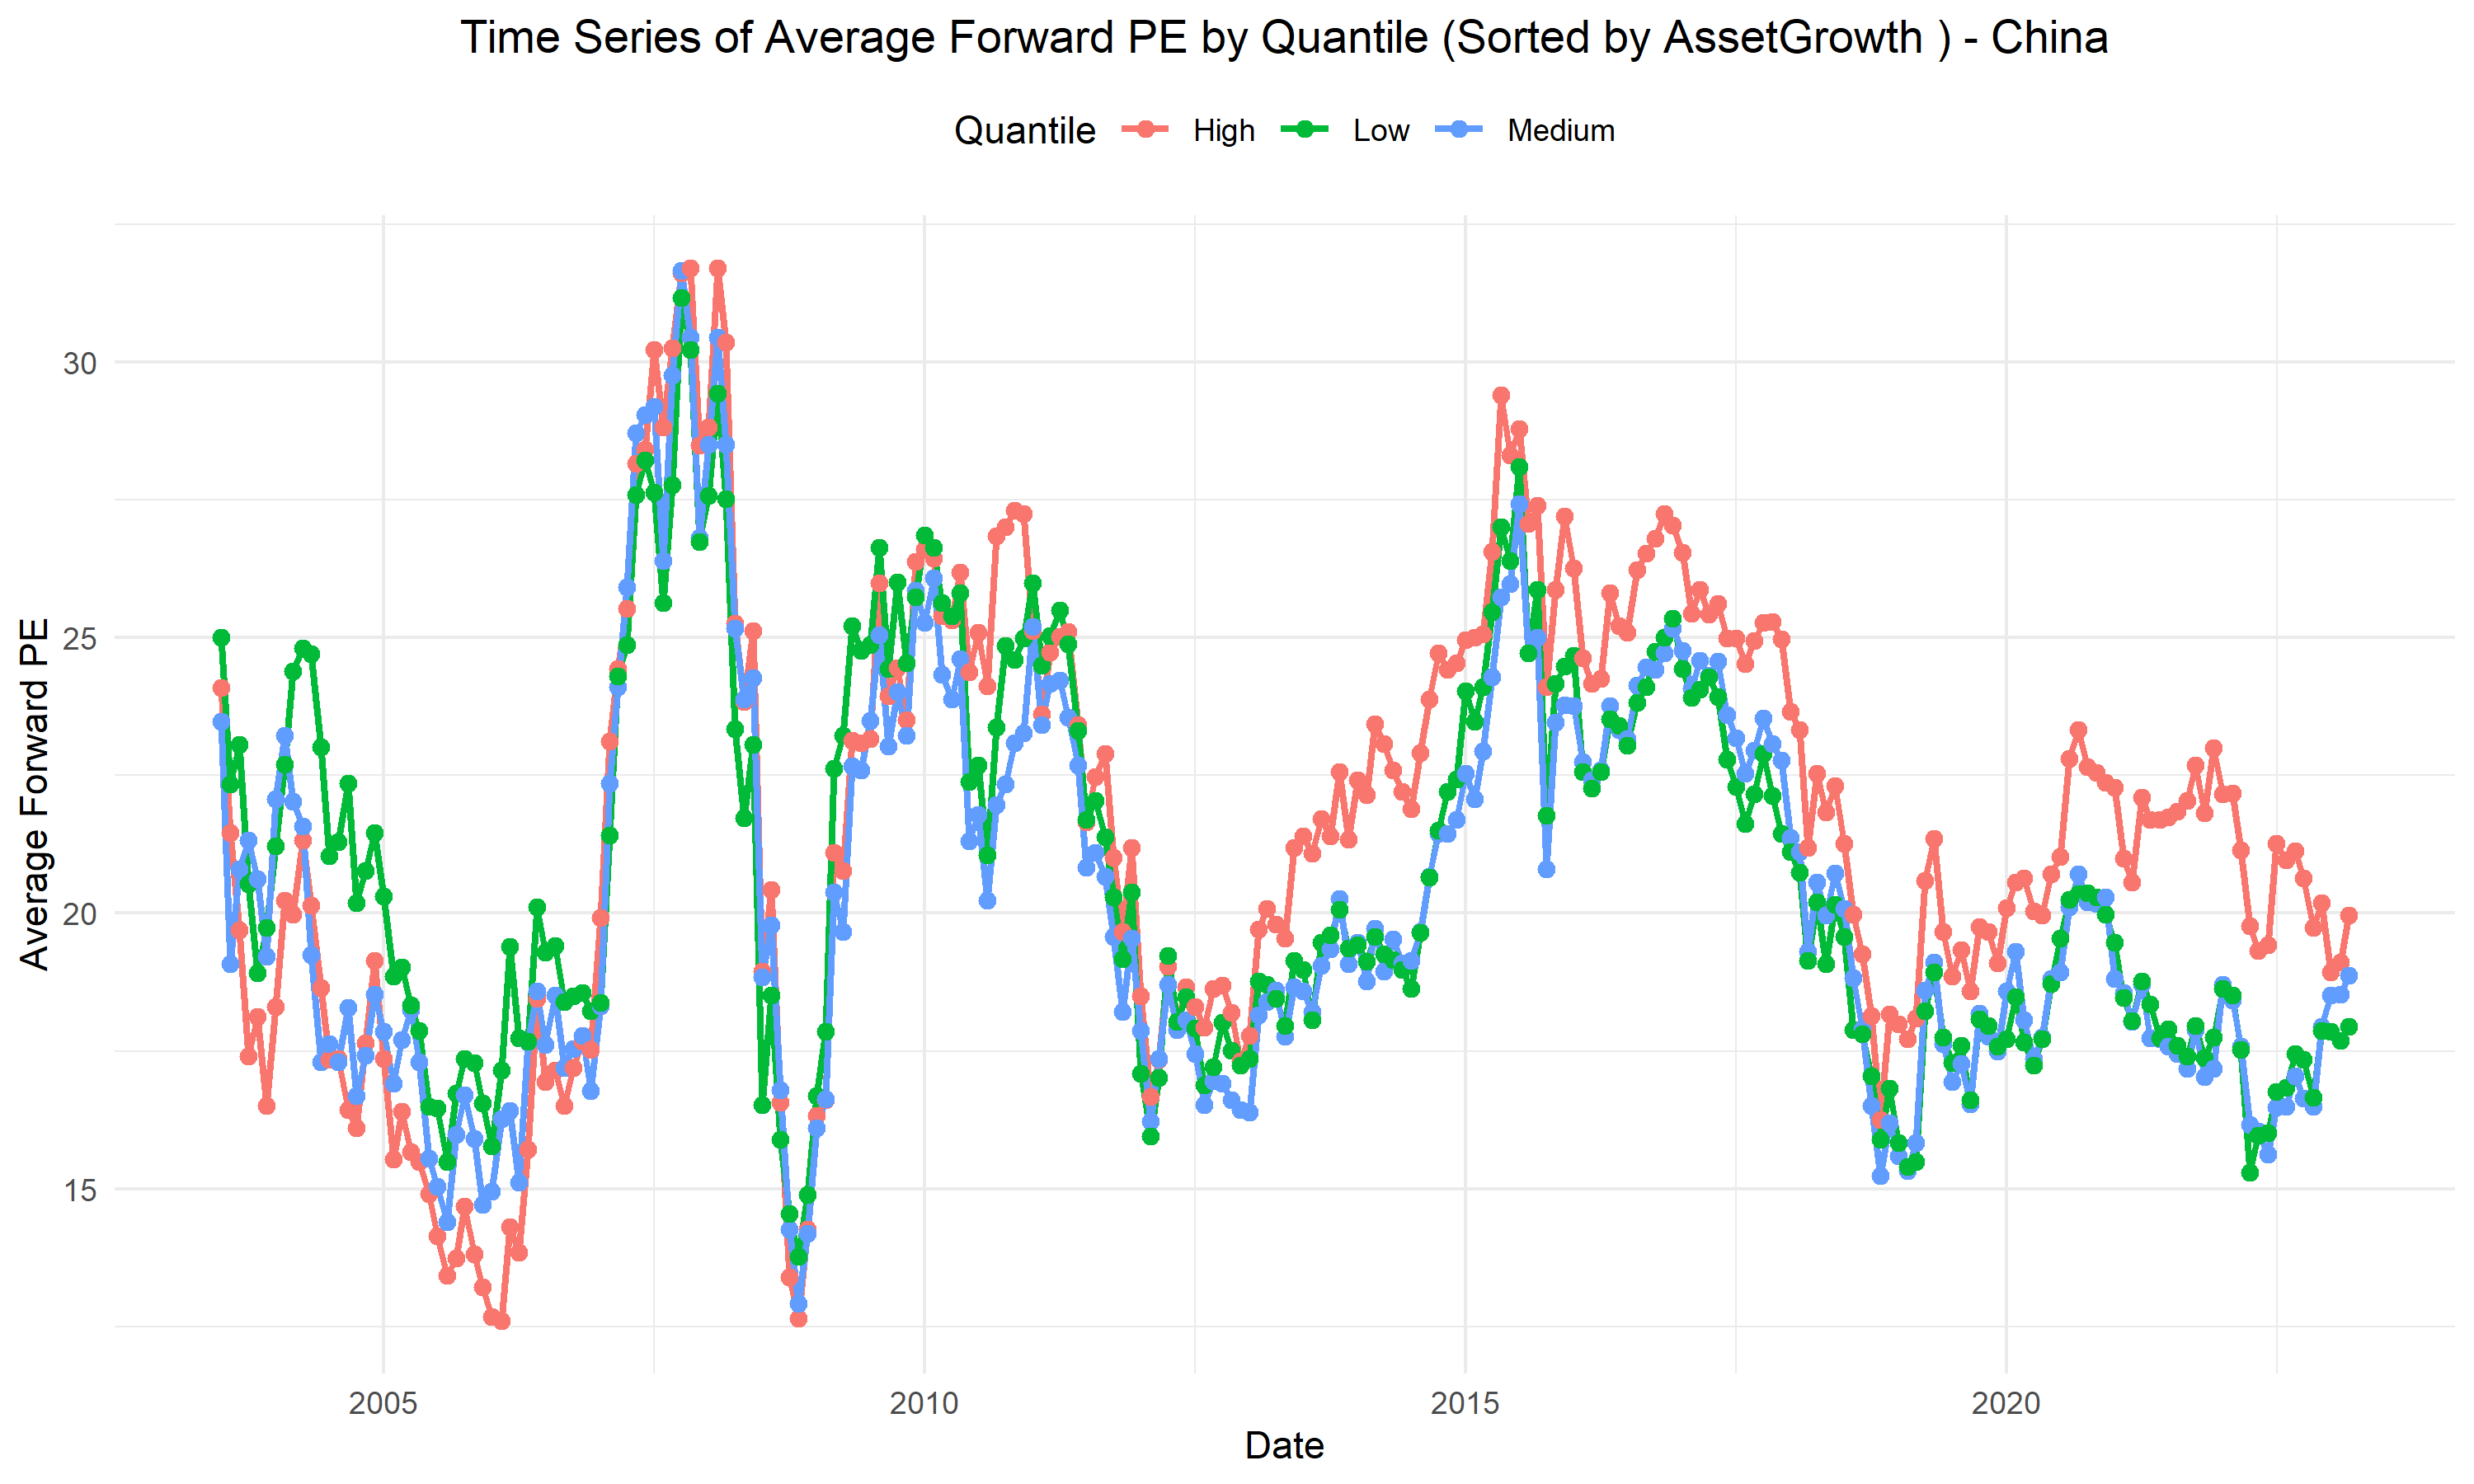 Time Series of Average Forward PE by Quantile (Sorted by AssetGrowth ) - China
Quantile High Low Medium
Average Forward PE
30
25
20
15
2005 2010 2015 2020
Date